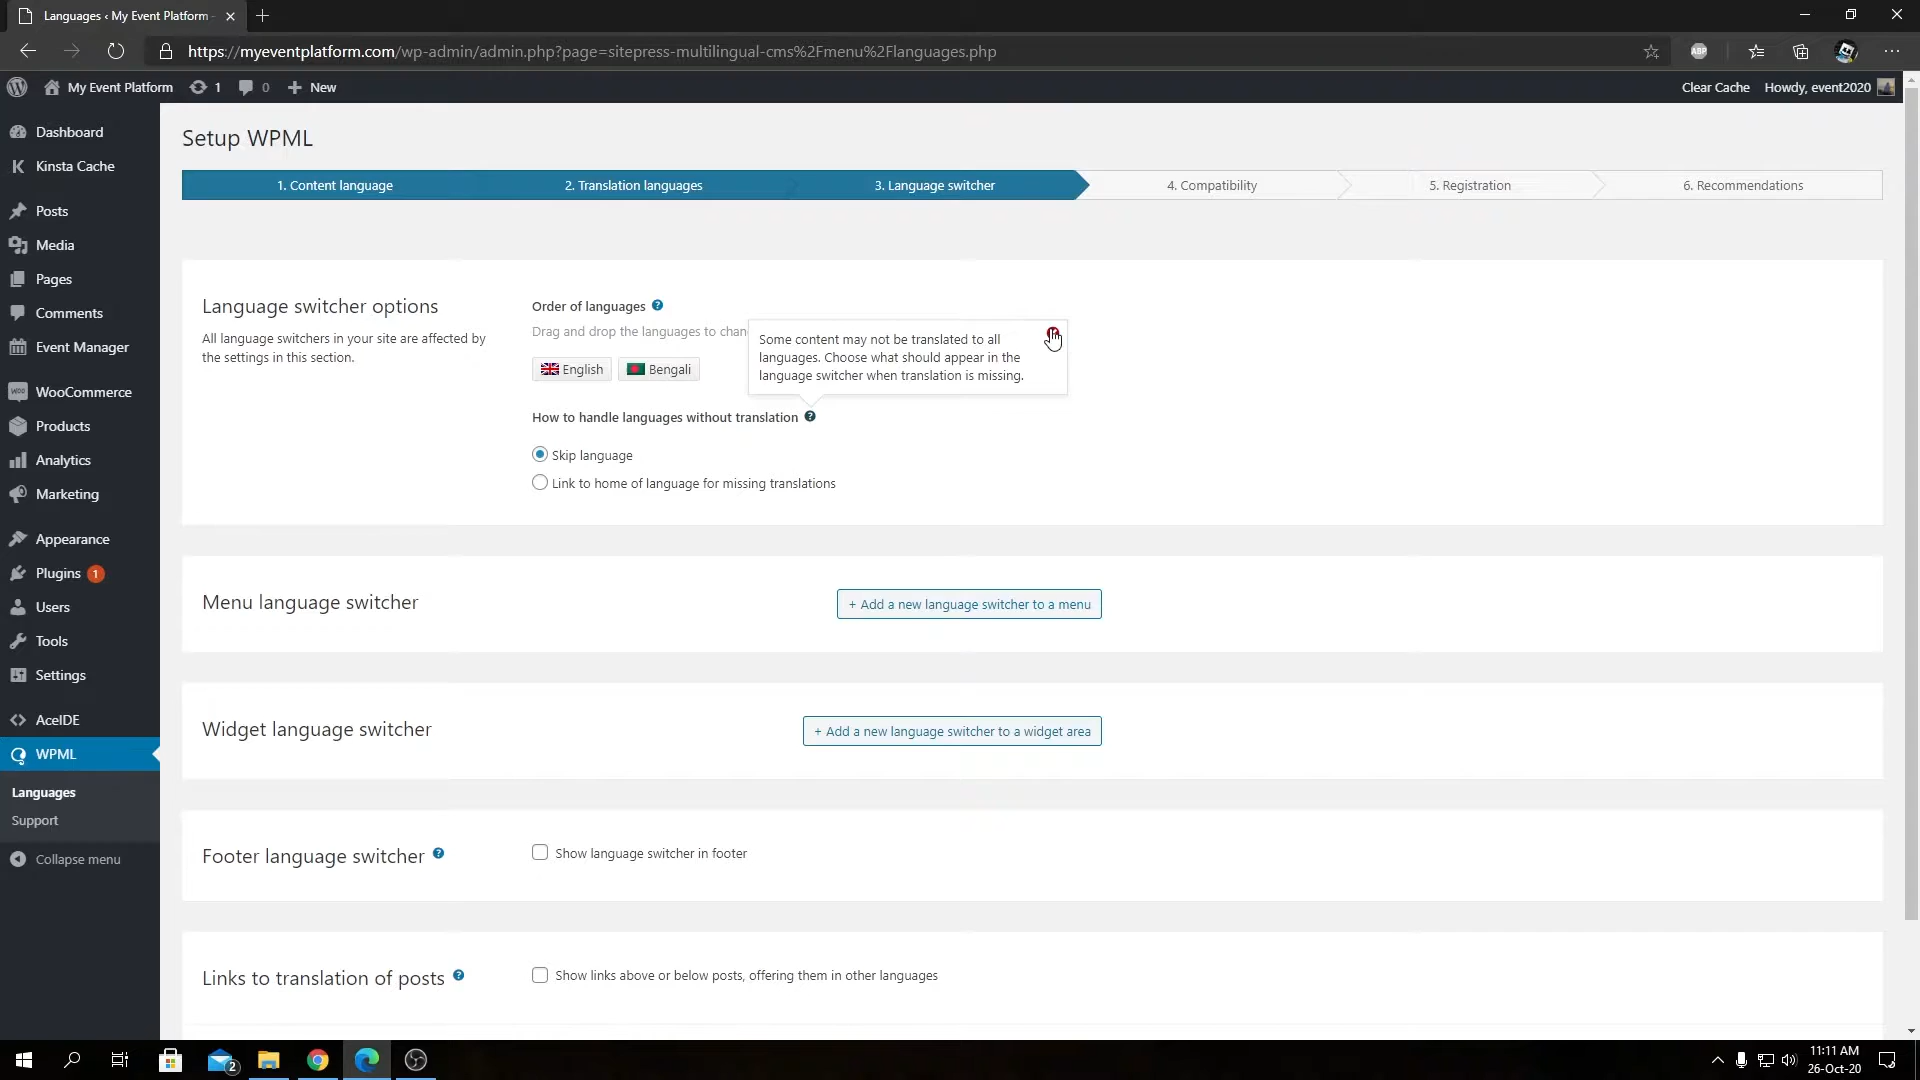 Languages ‹ My Event Platform -
https://myeventplatform.com/wp-admin/admin.php?page=sitepress-multilingual-cms%2Fmenu%2Flanguages.php
ABP
My Event Platform
1
0
New
Clear Cache
Howdy, event2020
Dashboard
Kinsta Cache
Posts
Media
Pages
Comments
Event Manager
WooCommerce
Products
Analytics
Marketing
Appearance
Plugins 1
Users
Tools
Settings
AceIDE
WPML
Languages
Support
Collapse menu
Setup WPML
1. Content language
2. Translation languages
3. Language switcher
4. Compatibility
5. Registration
6. Recommendations
Language switcher options
All language switchers in your site are affected by
the settings in this section.
Order of languages ?
Drag and drop the languages to chan
English
Bengali
Some content may not be translated to all
languages. Choose what should appear in the
language switcher when translation is missing.
How to handle languages without translation ?
Skip language
Link to home of language for missing translations
Menu language switcher
+ Add a new language switcher to a menu
Widget language switcher
+ Add a new language switcher to a widget area
Footer language switcher ?
Show language switcher in footer
Links to translation of posts ?
Show links above or below posts, offering them in other languages
2
11:11 AM
26-Oct-20